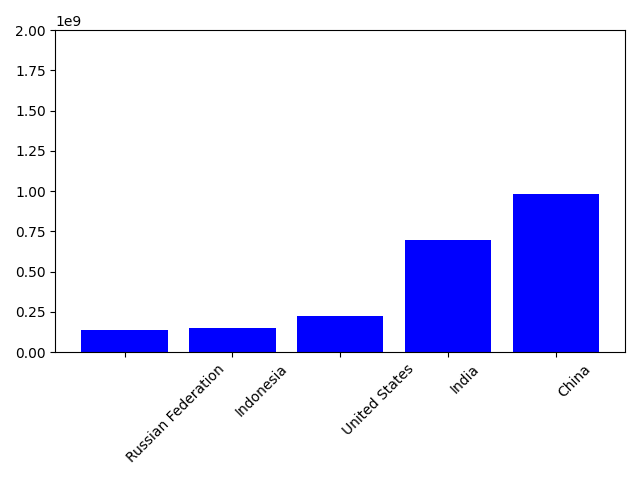 1e9
2.00
1.75
1.50
1.25
1.00
0.75
0.50
0.25
0.00
Russian Federation
Indonesia
United States
India
China